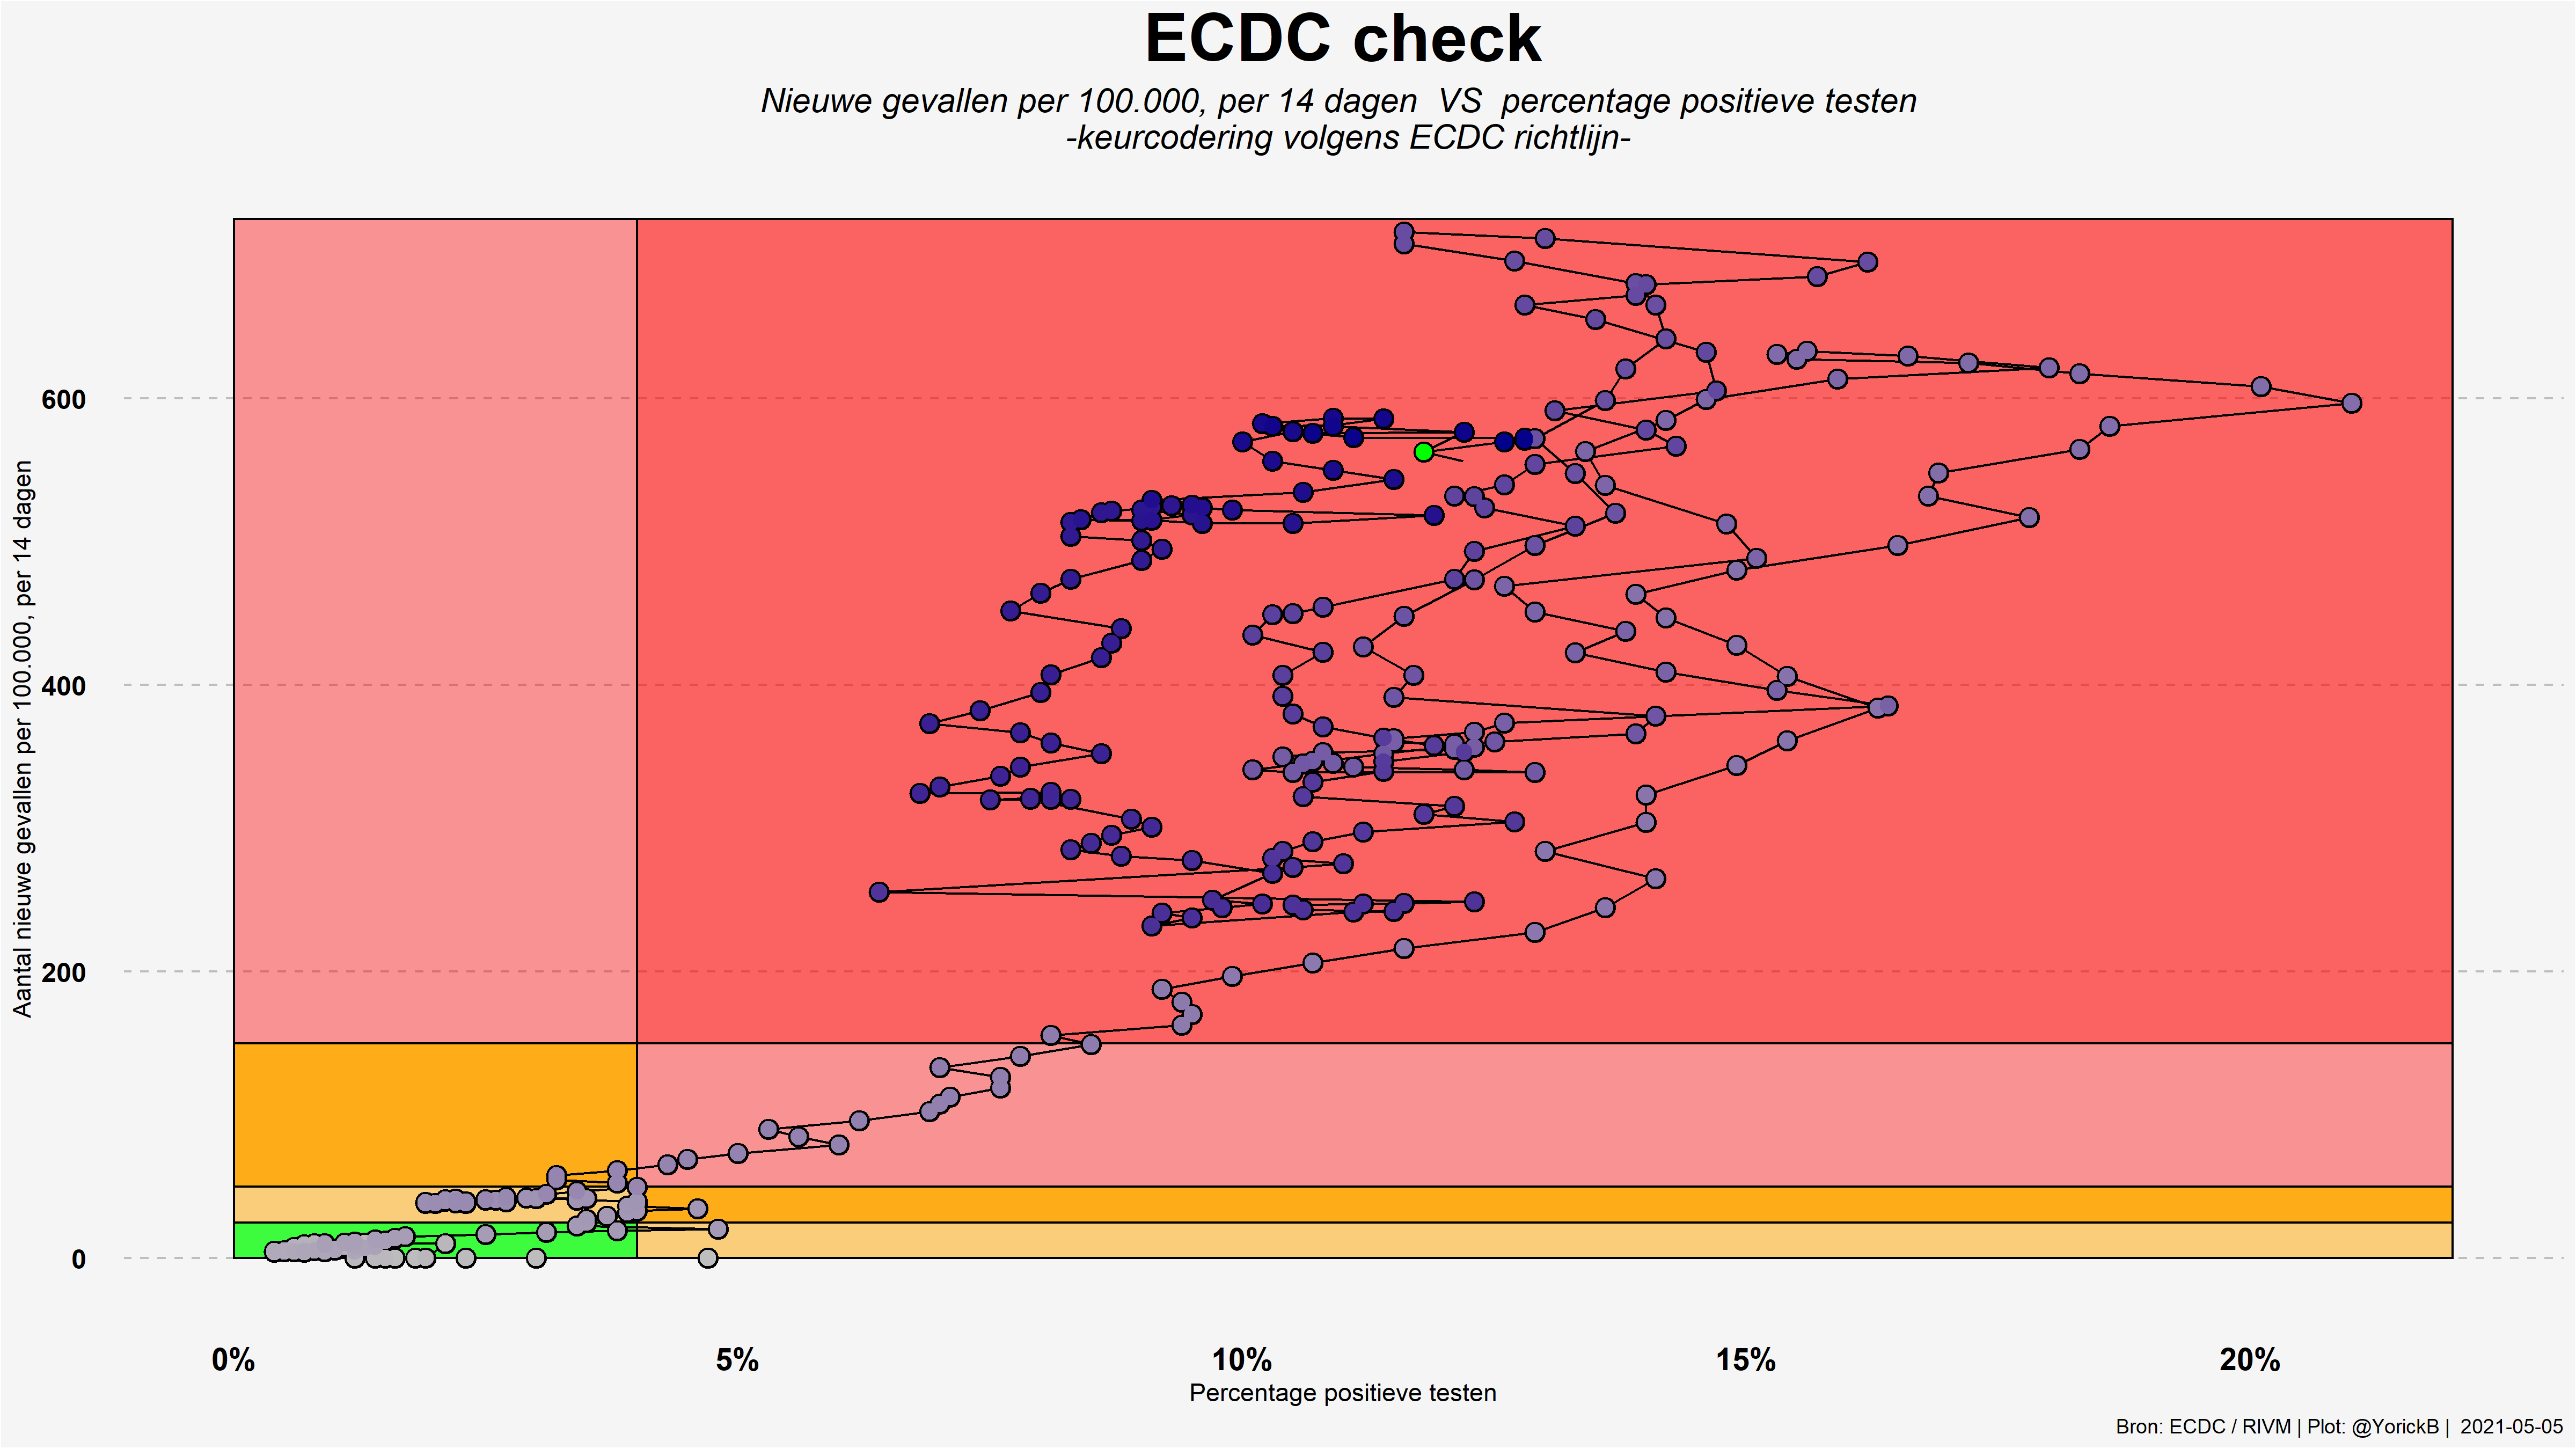 ECDC check
Nieuwe gevallen per 100.000, per 14 dagen  VS  percentage positieve testen
-keurcodering volgens ECDC richtlijn-
Aantal nieuwe gevallen per 100.000, per 14 dagen
600
400
200
0
0%
5%
10%
15%
20%
Percentage positieve testen
Bron: ECDC / RIVM | Plot: @YorickB |  2021-05-05